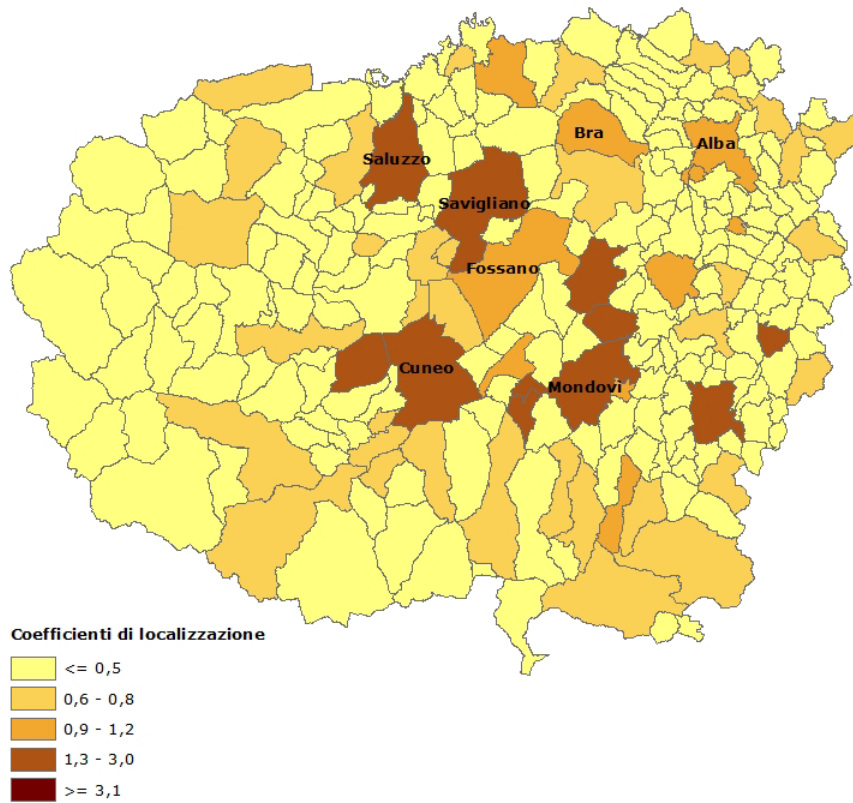 Bra
Alba
Saluzzo
Savigliano
Fossano
Cuneo
Mondovi
Coefficienti di localizzazione
<= 0,5
0,6 - 0,8
0,9 - 1,2
1,3 - 3,0
>= 3,1